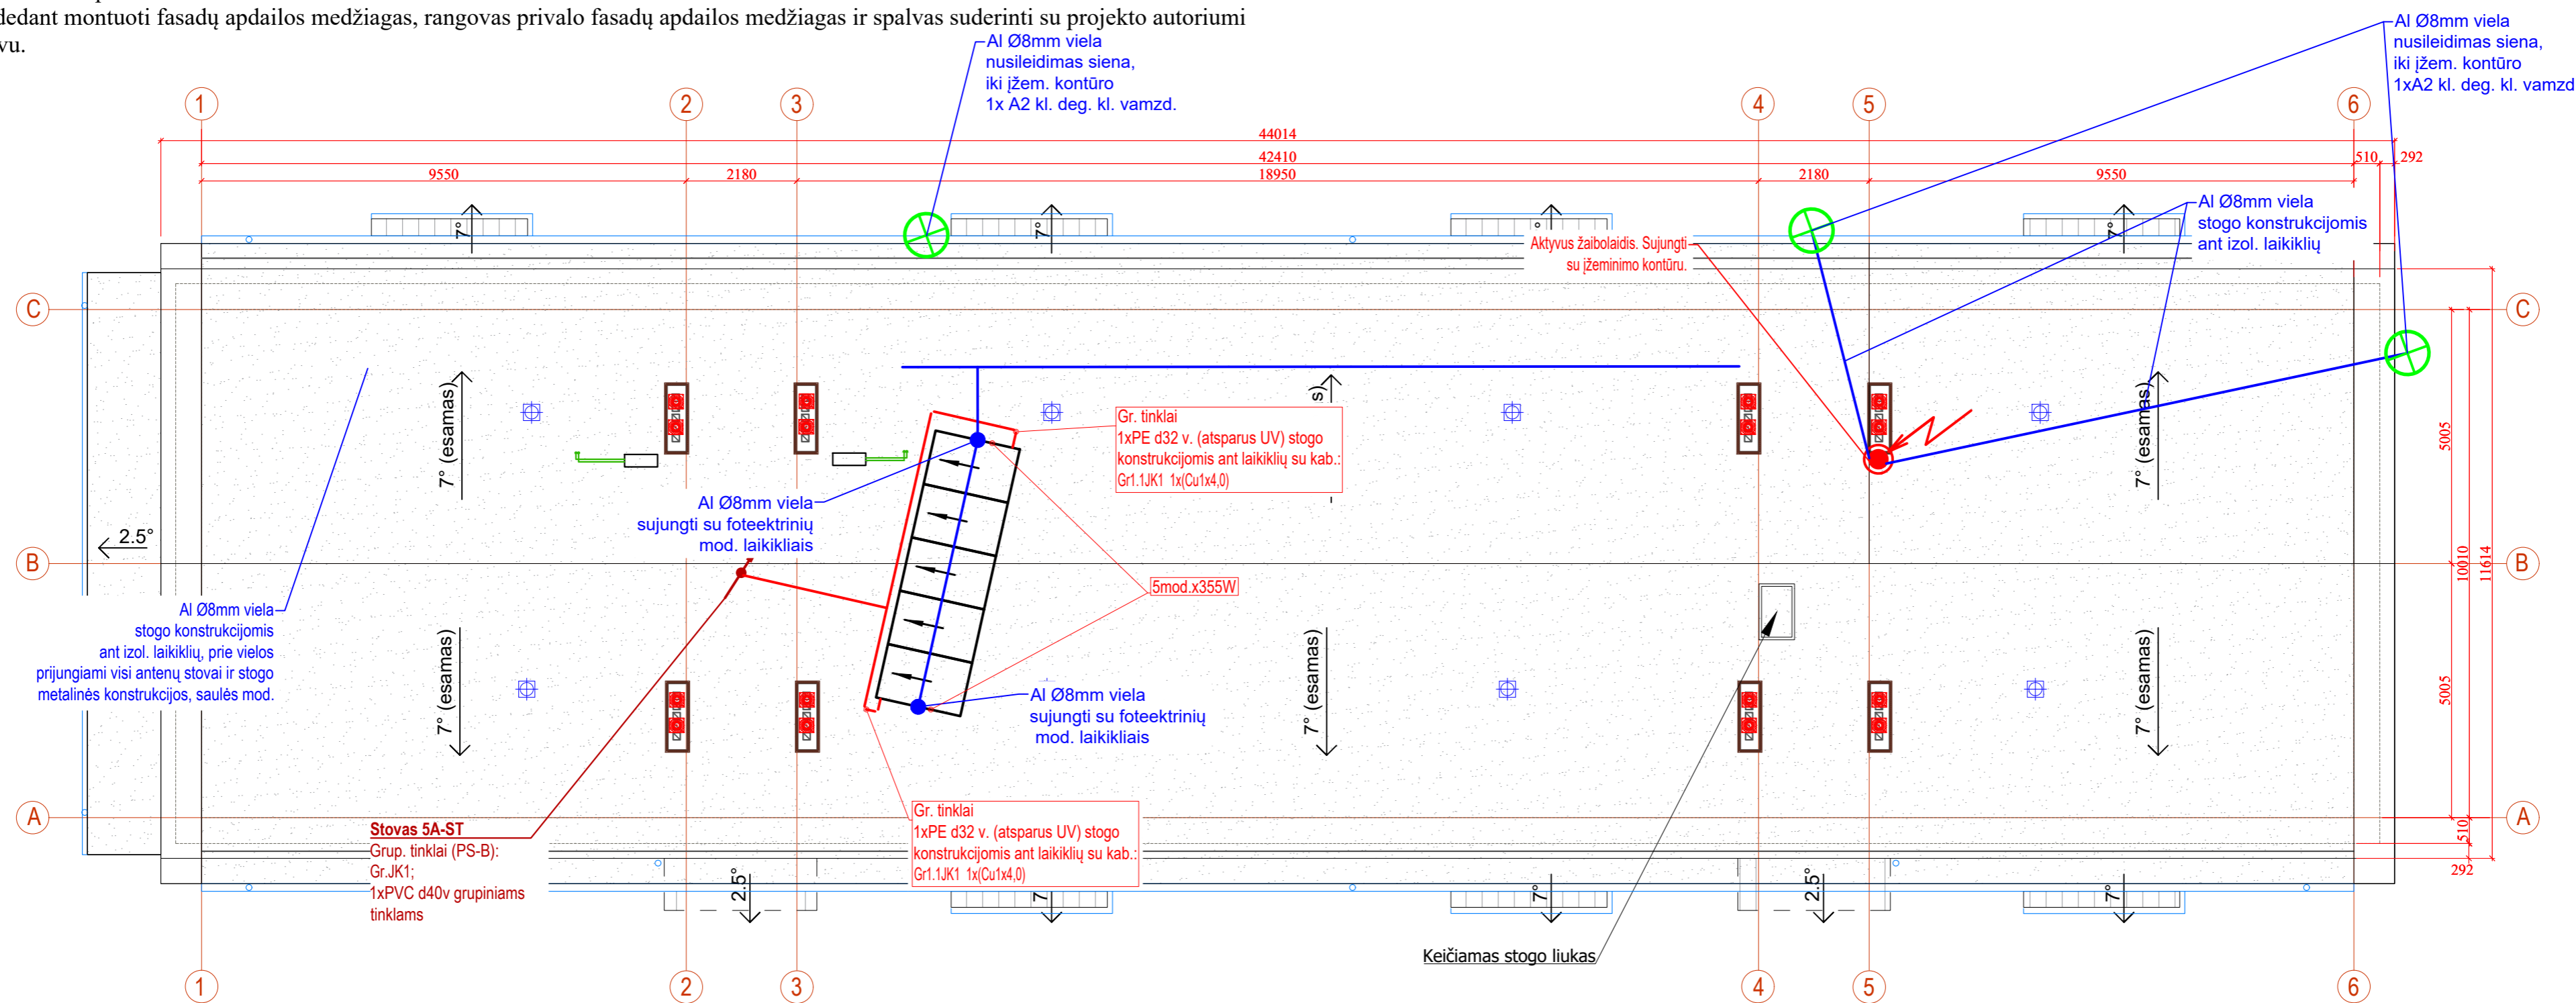 dedant montuoti fasadų apdailos medžiagas, rangovas privalo fasadų apdailos medžiagas ir spalvas suderinti su projekto autoriumi
vu.
Al Ø8mm viela
nusileidimas siena,
iki įžem. kontūro
1x A2 kl. deg. kl. vamzd.
Al Ø8mm viela
nusileidimas siena,
iki įžem. kontūro
1xA2 kl. deg. kl. vamzd
1
2
3
4
5
6
44014
42410
510
292
9550
2180
18950
2180
9550
7°
7°
7°
7°
Al Ø8mm viela
stogo konstrukcijomis
ant izol. laikiklių
Aktyvus žaibolaidis. Sujungti
su įžeminimo kontūru.
C
C
7° (esamas)
s)
7° (esamas)
Gr. tinklai
1xPE d32 v. (atsparus UV) stogo
konstrukcijomis ant laikiklių su kab.:
Gr1.1JK1 1x(Cu1x4,0)
5005
Al Ø8mm viela
sujungti su foteektrinių
mod. laikikliais
2.5°
B
B
10010
11614
5mod.x355W
Al Ø8mm viela
stogo konstrukcijomis
ant izol. laikiklių, prie vielos
prijungiami visi antenų stovai ir stogo
metalinės konstrukcijos, saulės mod.
7° (esamas)
7° (esamas)
7° (esamas)
5005
Al Ø8mm viela
sujungti su foteektrinių
mod. laikikliais
A
A
510
292
Stovas 5A-ST
Grup. tinklai (PS-B):
Gr.JK1;
1xPVC d40v grupiniams
tinklams
Gr. tinklai
1xPE d32 v. (atsparus UV) stogo
konstrukcijomis ant laikiklių su kab.:
Gr1.1JK1 1x(Cu1x4,0)
2.5°
7
7°
2.5°
7°
Keičiamas stogo liukas
1
2
3
4
5
6